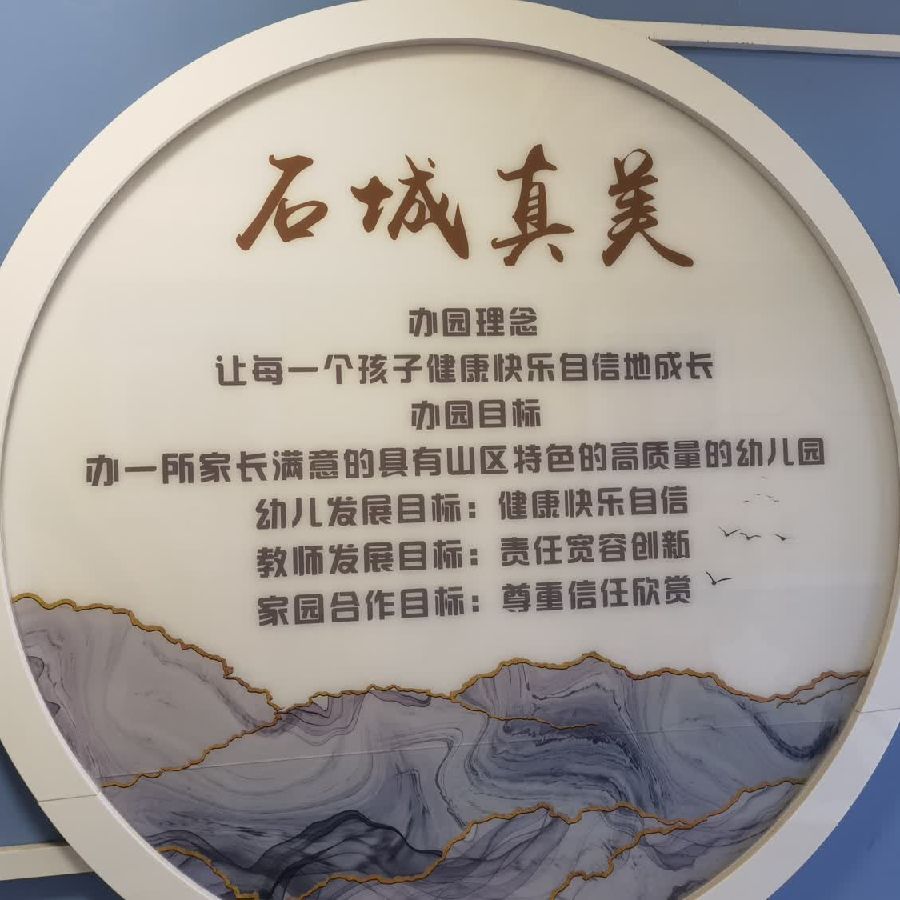 石城真美
办园理念
让每一个孩子健康快乐自信地成长
办园目标
办一所家长满意的具有山区特色的高质量的幼儿园
幼儿发展目标：健康快乐自信
教师发展目标：责任宽容创新
家园合作目标：尊重信任欣赏